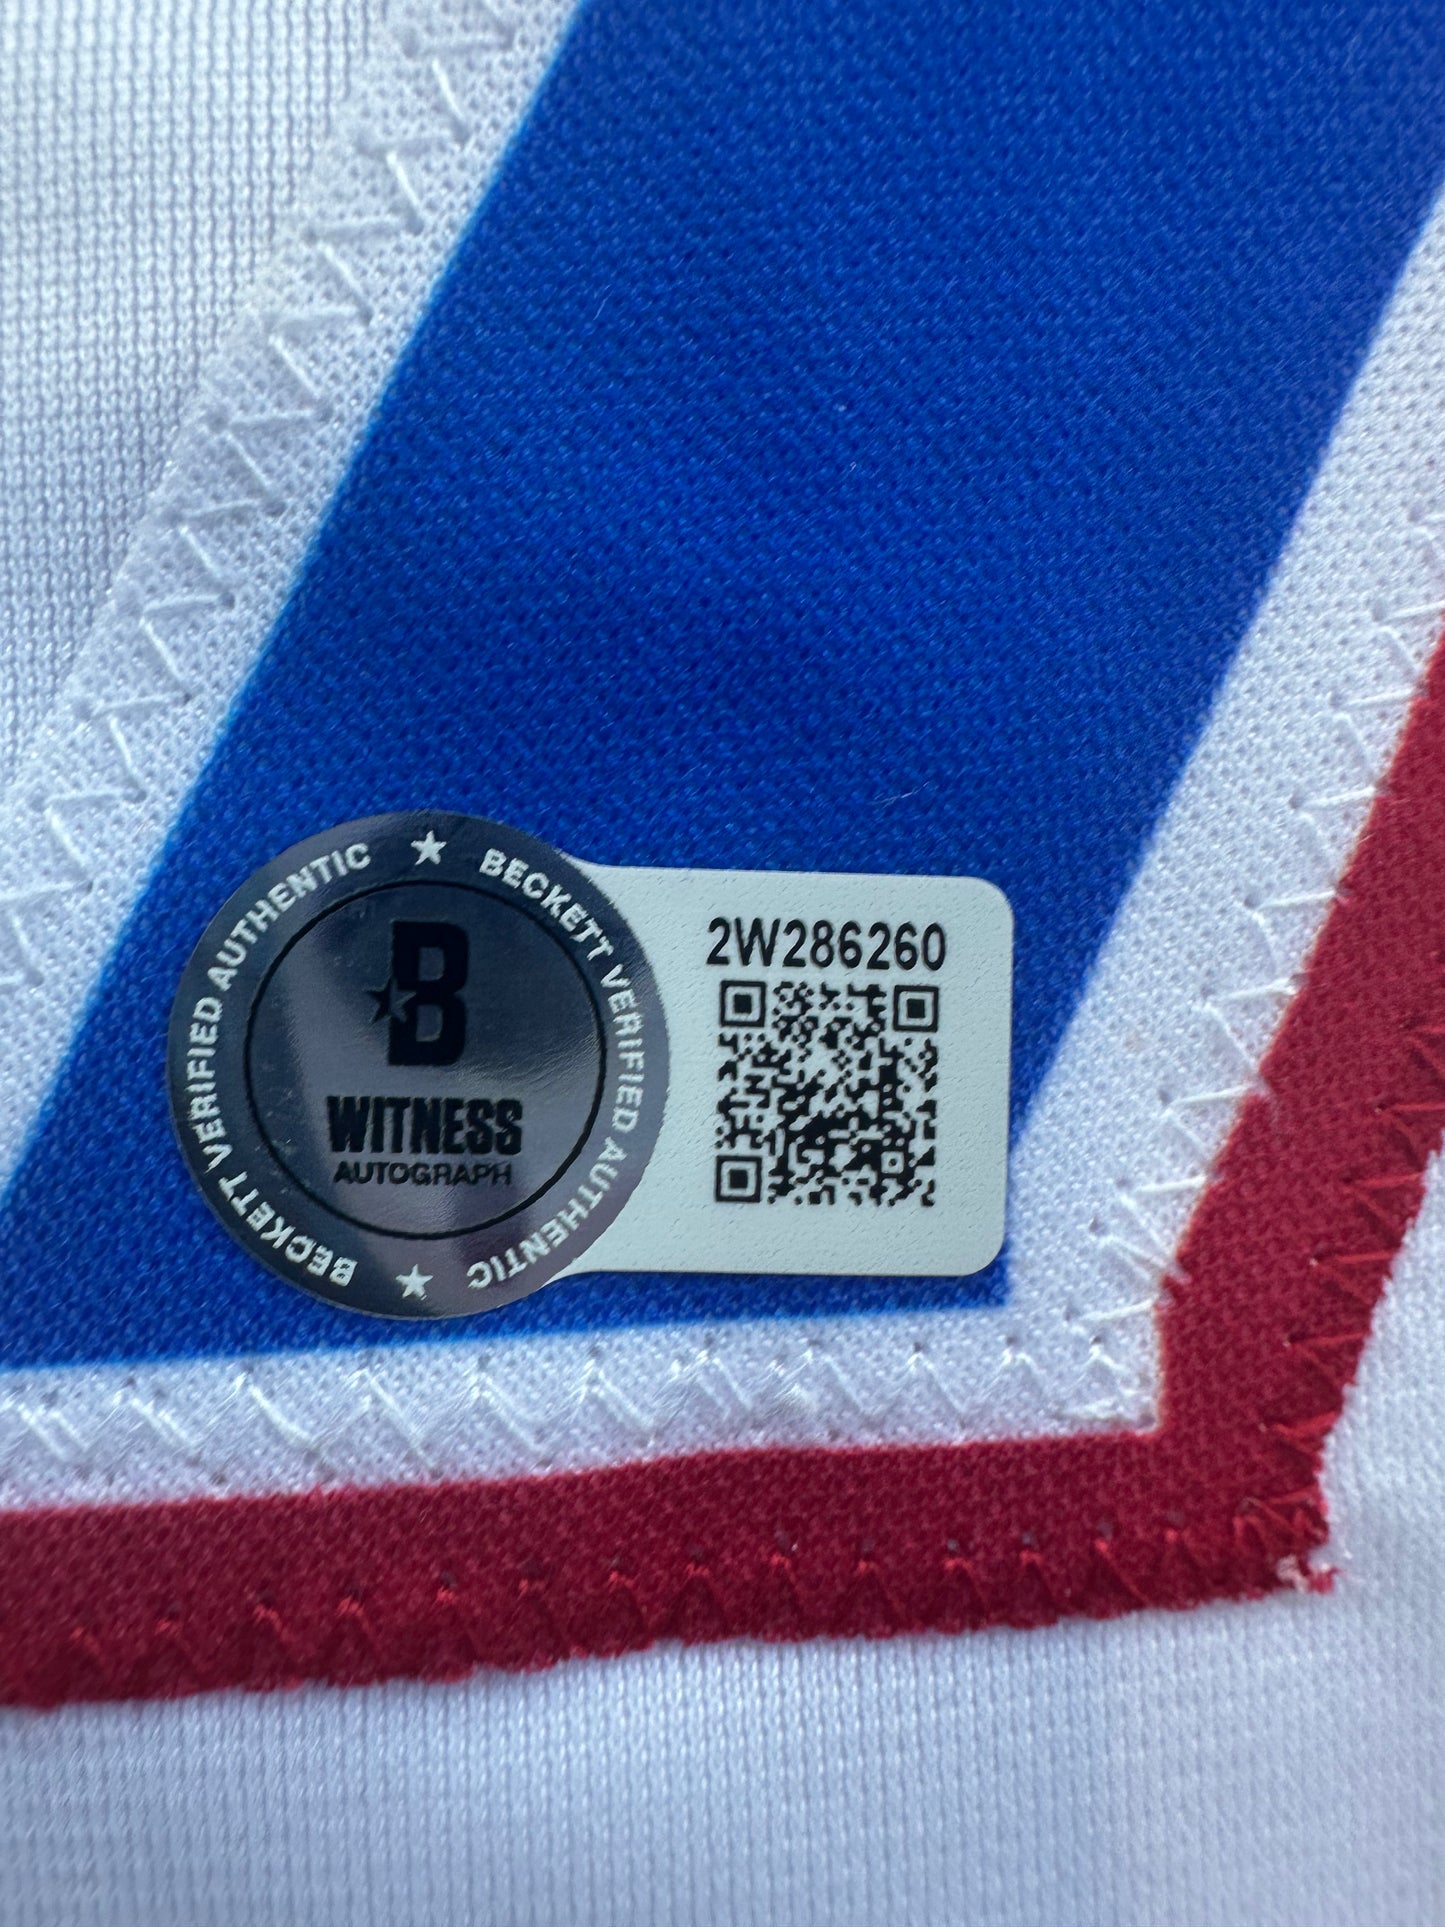 BECKETT VERIFIED AUTHENTIC ★ BECKETT VERIFIED AUTHENTIC ★
B
WITNESS
AUTOGRAPH
2W286260